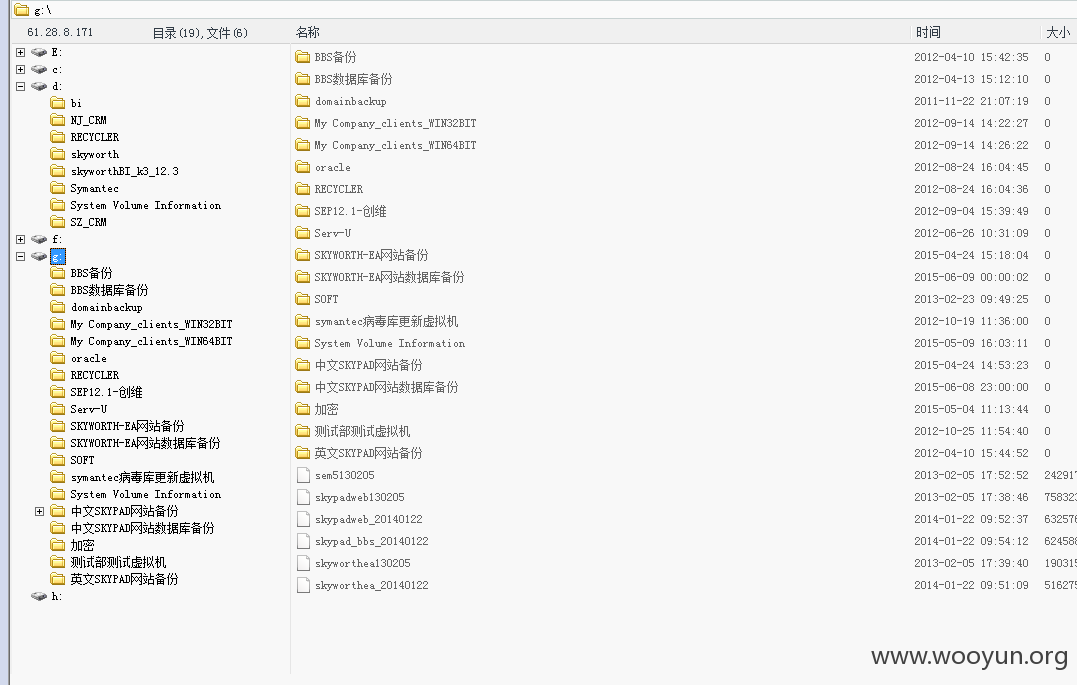 g:\
61.28.8.171 目录(19),文件(6) 名称 时间 大小
E:
c:
d:
bi
NJ_CRM
RECYCLER
skyworth
skyworthBI_k3_12.3
Symantec
System Volume Information
SZ_CRM
f:
g:
BBS备份
BBS数据库备份
domainbackup
My Company_clients_WIN32BIT
My Company_clients_WIN64BIT
oracle
RECYCLER
SEP12.1-创维
Serv-U
SKYWORTH-EA网站备份
SKYWORTH-EA网站数据库备份
SOFT
symantec病毒库更新虚拟机
System Volume Information
中文SKYPAD网站备份
中文SKYPAD网站数据库备份
加密
测试部测试虚拟机
英文SKYPAD网站备份
h:
BBS备份 2012-04-10 15:42:35 0
BBS数据库备份 2012-04-13 15:12:10 0
domainbackup 2011-11-22 21:07:19 0
My Company_clients_WIN32BIT 2012-09-14 14:22:27 0
My Company_clients_WIN64BIT 2012-09-14 14:26:22 0
oracle 2012-08-24 16:04:45 0
RECYCLER 2012-08-24 16:04:36 0
SEP12.1-创维 2012-09-04 15:39:49 0
Serv-U 2012-06-26 10:31:09 0
SKYWORTH-EA网站备份 2015-04-24 15:18:04 0
SKYWORTH-EA网站数据库备份 2015-06-09 00:00:02 0
SOFT 2013-02-23 09:49:25 0
symantec病毒库更新虚拟机 2012-10-19 11:36:00 0
System Volume Information 2015-05-09 16:03:11 0
中文SKYPAD网站备份 2015-04-24 14:53:23 0
中文SKYPAD网站数据库备份 2015-06-08 23:00:00 0
加密 2015-05-04 11:13:44 0
测试部测试虚拟机 2012-10-25 11:54:40 0
英文SKYPAD网站备份 2012-04-10 15:44:52 0
sem5130205 2013-02-05 17:52:52 24291
skypadweb130205 2013-02-05 17:38:46 75832
skypadweb_20140122 2014-01-22 09:52:37 63257
skypad_bbs_20140122 2014-01-22 09:54:12 62458
skyworthea130205 2013-02-05 17:39:40 19031
skyworthea_20140122 2014-01-22 09:51:09 51627
www.wooyun.org